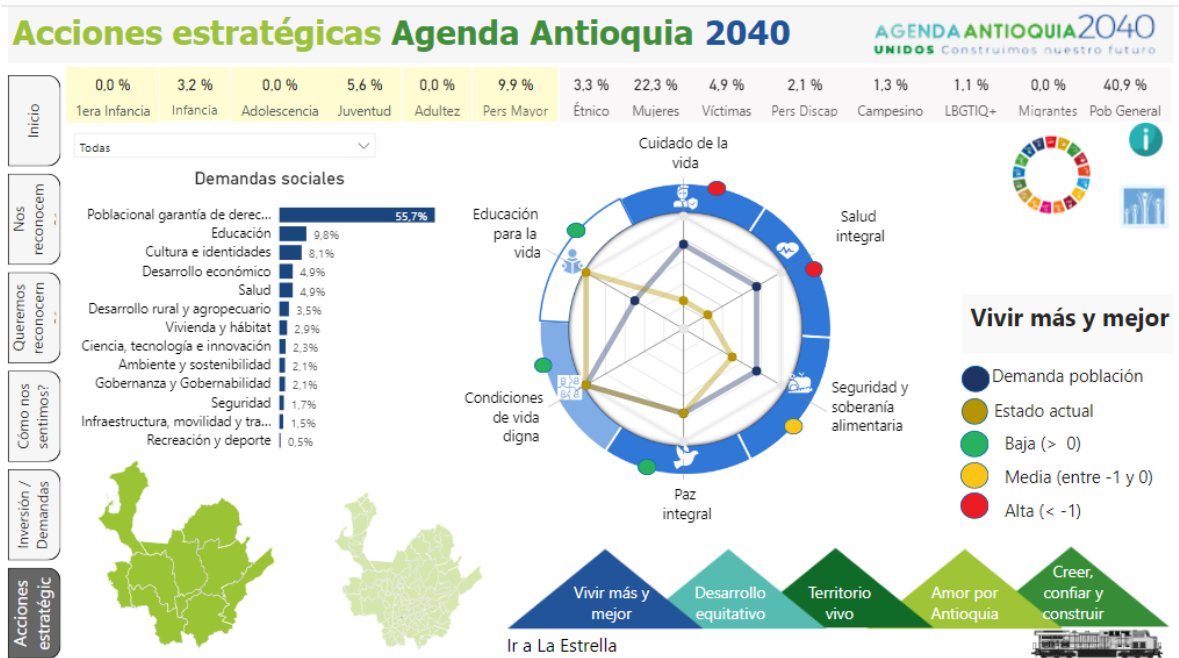 Acciones estratégicas Agenda Antioquia 2040
AGENDA ANTIOQUIA 2040
UNIDOS Construimos nuestro futuro
0,0 % 3,2 % 0,0 % 5,6 % 0,0 % 9,9 % 3,3 % 22,3 % 4,9 % 2,1 % 1,3 % 1,1 % 0,0 % 40,9 %
1era Infancia Infancia Adolescencia Juventud Adultez Pers Mayor Étnico Mujeres Víctimas Pers Discap Campesino LBGTIQ+ Migrantes Pob General
Inicio
Nos
reconocem
Queremos
reconocern
Cómo nos
sentimos?
Inversión /
Demandas
Acciones
estratégic
Todas
Demandas sociales
Poblacional garantía de derec... 55,7%
Educación 9,8%
Cultura e identidades 8,1%
Desarrollo económico 4,9%
Salud 4,9%
Desarrollo rural y agropecuario 3,5%
Vivienda y hábitat 2,9%
Ciencia, tecnología e innovación 2,3%
Ambiente y sostenibilidad 2,1%
Gobernanza y Gobernabilidad 2,1%
Seguridad 1,7%
Infraestructura, movilidad y tra... 1,5%
Recreación y deporte 0,5%
Cuidado de la
vida
Salud
integral
Seguridad y
soberanía
alimentaria
Paz
integral
Condiciones
de vida
digna
Educación
para la
vida
i
Vivir más y mejor
Demanda población
Estado actual
Baja (> 0)
Media (entre -1 y 0)
Alta (< -1)
Vivir más y
mejor
Desarrollo
equitativo
Territorio
vivo
Amor por
Antioquia
Creer,
confiar y
construir
Ir a La Estrella